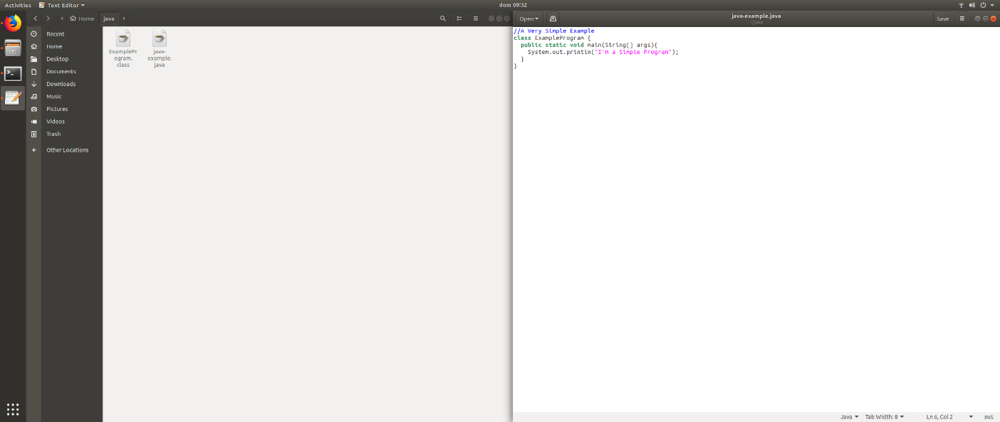 Activities
Text Editor
dom 09:32
Home
java
Recent
Home
Desktop
Documents
Downloads
Music
Pictures
Videos
Trash
Other Locations
ExamplePr
ogram.
class
java-
example.
java
Open
java-example.java
~/java
Save
//A Very Simple Example
class ExampleProgram {
  public static void main(String[] args){
    System.out.println("I'm a Simple Program");
  }
}
Java
Tab Width: 8
Ln 6, Col 2
INS